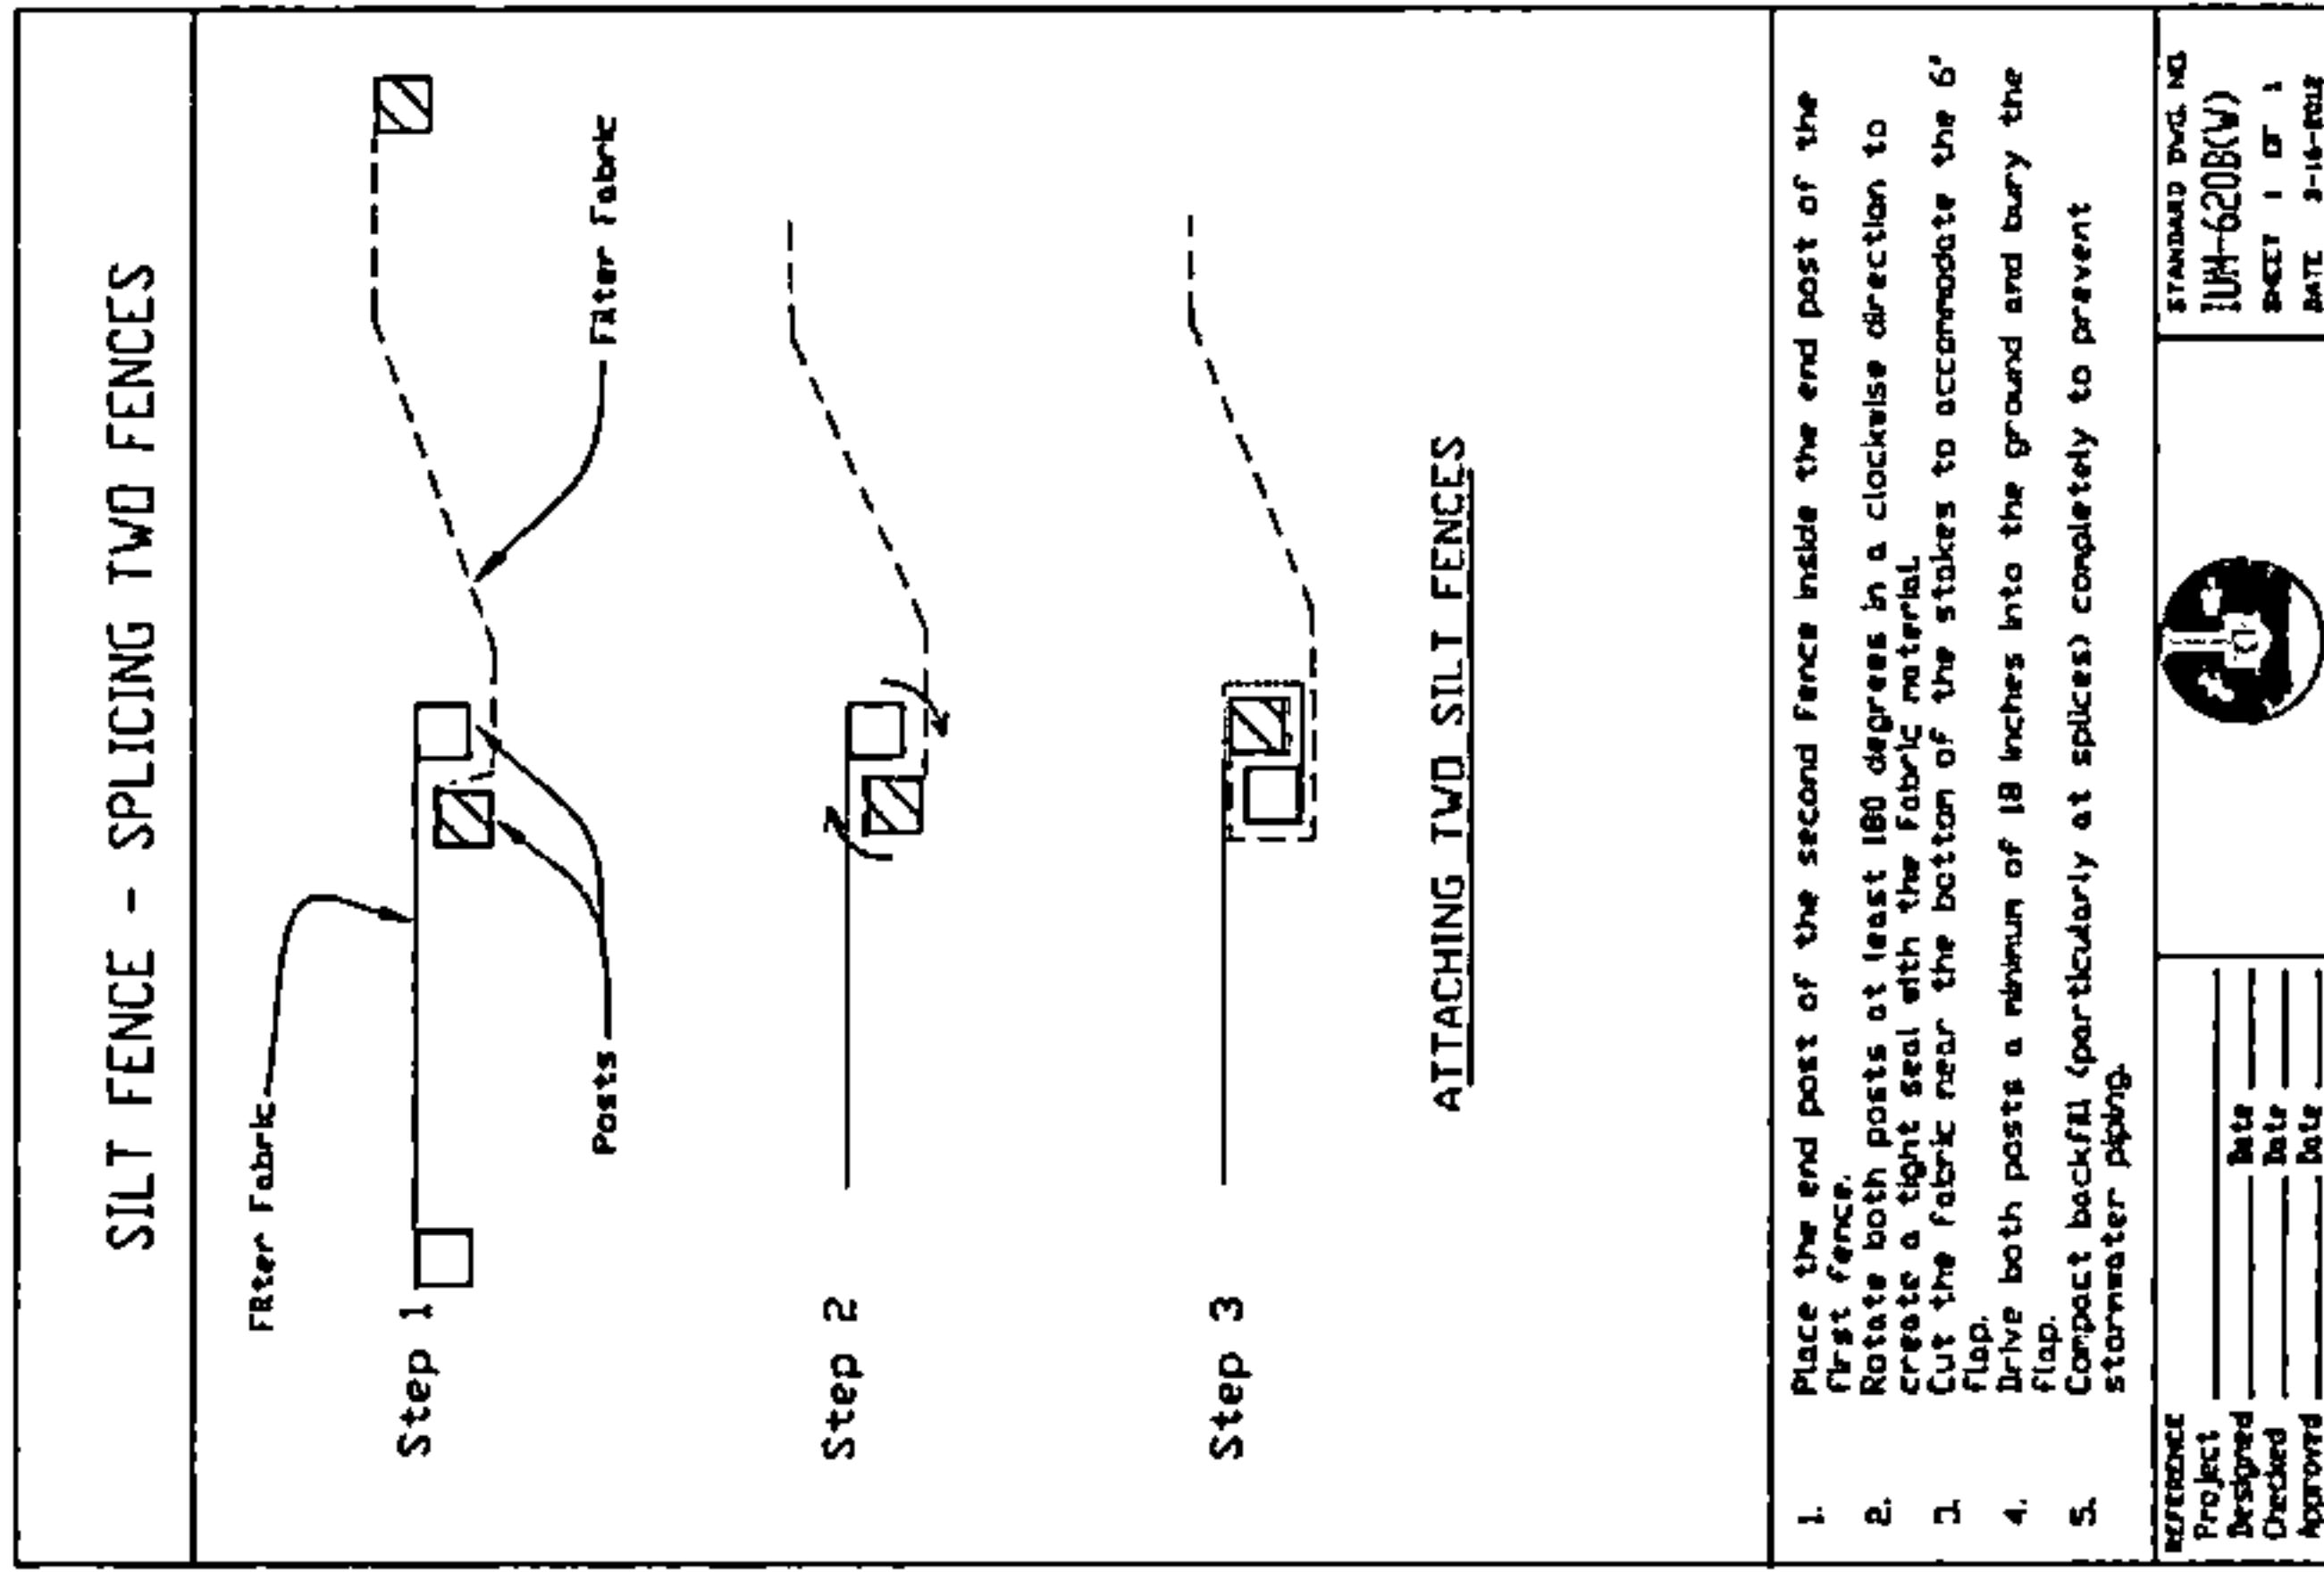 SILT FENCE - SPLICING TWO FENCES
Filter Fabric
Step 1
Posts
Filter Fabric
Step 2
Step 3
ATTACHING TWO SILT FENCES
1. Place the end post of the second fence inside the end post of the
first fence.
2. Rotate both posts at least 180 degrees in a clockwise direction to
create a tight seal with the fabric material.
3. Cut the fabric near the bottom of the stakes to accommodate the 6"
flap.
4. Drive both posts a minimum of 18 inches into the ground and bury the
flap.
5. Compact backfill (particularly at splices) completely to prevent
stormwater piping.
REFERENCE
Project
Designed Date
Checked Date
Approved Date
STANDARD DWG. NO.
IUM-620B(W)
SHEET 1 OF 1
DATE